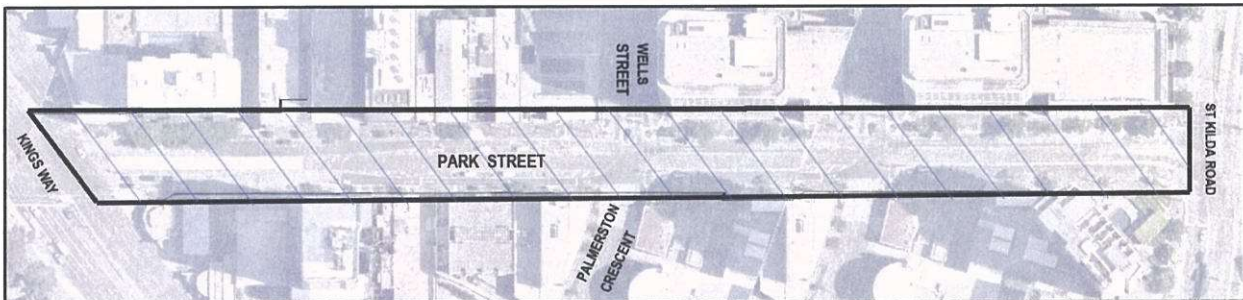 WELLS
STREET
ST KILDA ROAD
KINGS WAY
PARK STREET
PALMERSTON
CRESCENT